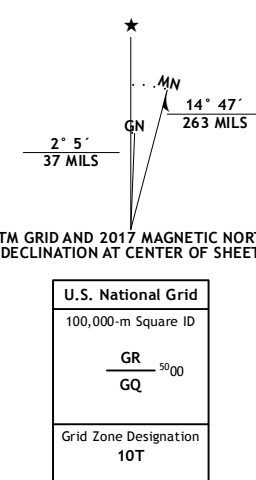 ★
MN
14° 47´
263 MILS
GN
2° 5´
37 MILS
TM GRID AND 2017 MAGNETIC NORT
DECLINATION AT CENTER OF SHEET
U.S. National Grid
100,000-m Square ID
GR
5000
GQ
Grid Zone Designation
10T